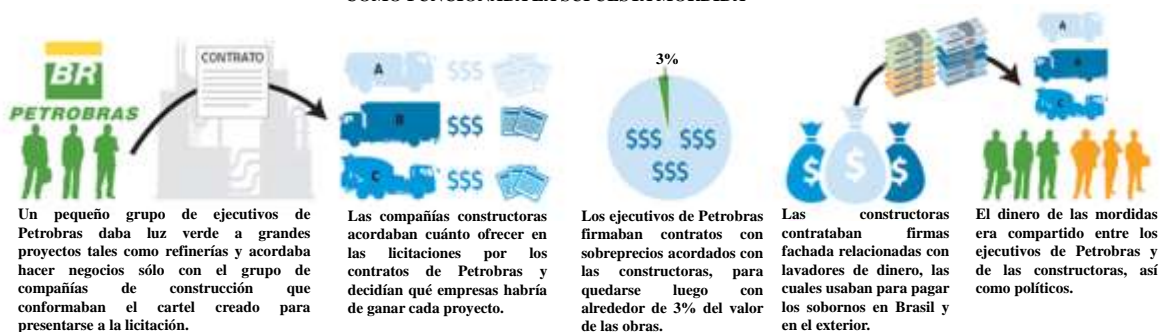 BR
PETROBRAS
CONTRATO
A $$$
B $$$
C $$$
3%
$$$ $$$
$$$
$ $ $
A
C
Un pequeño grupo de ejecutivos de
Petrobras daba luz verde a grandes
proyectos tales como refinerías y acordaba
hacer negocios sólo con el grupo de
compañías de construcción que
conformaban el cartel creado para
presentarse a la licitación.
Las compañías constructoras
acordaban cuánto ofrecer en
las licitaciones por los
contratos de Petrobras y
decidían qué empresas habría
de ganar cada proyecto.
Los ejecutivos de Petrobras
firmaban contratos con
sobreprecios acordados con
las constructoras, para
quedarse luego con
alrededor de 3% del valor
de las obras.
Las constructoras
contrataban firmas
fachada relacionadas con
lavadores de dinero, las
cuales usaban para pagar
los sobornos en Brasil y
en el exterior.
El dinero de las mordidas
era compartido entre los
ejecutivos de Petrobras y
de las constructoras, así
como políticos.